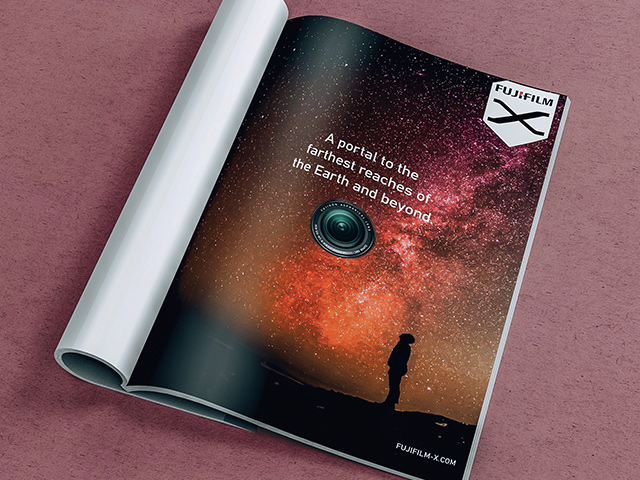 FUJIFILM
X
A portal to the
farthest reaches of
the Earth and beyond.
FUJIFILM-X.COM